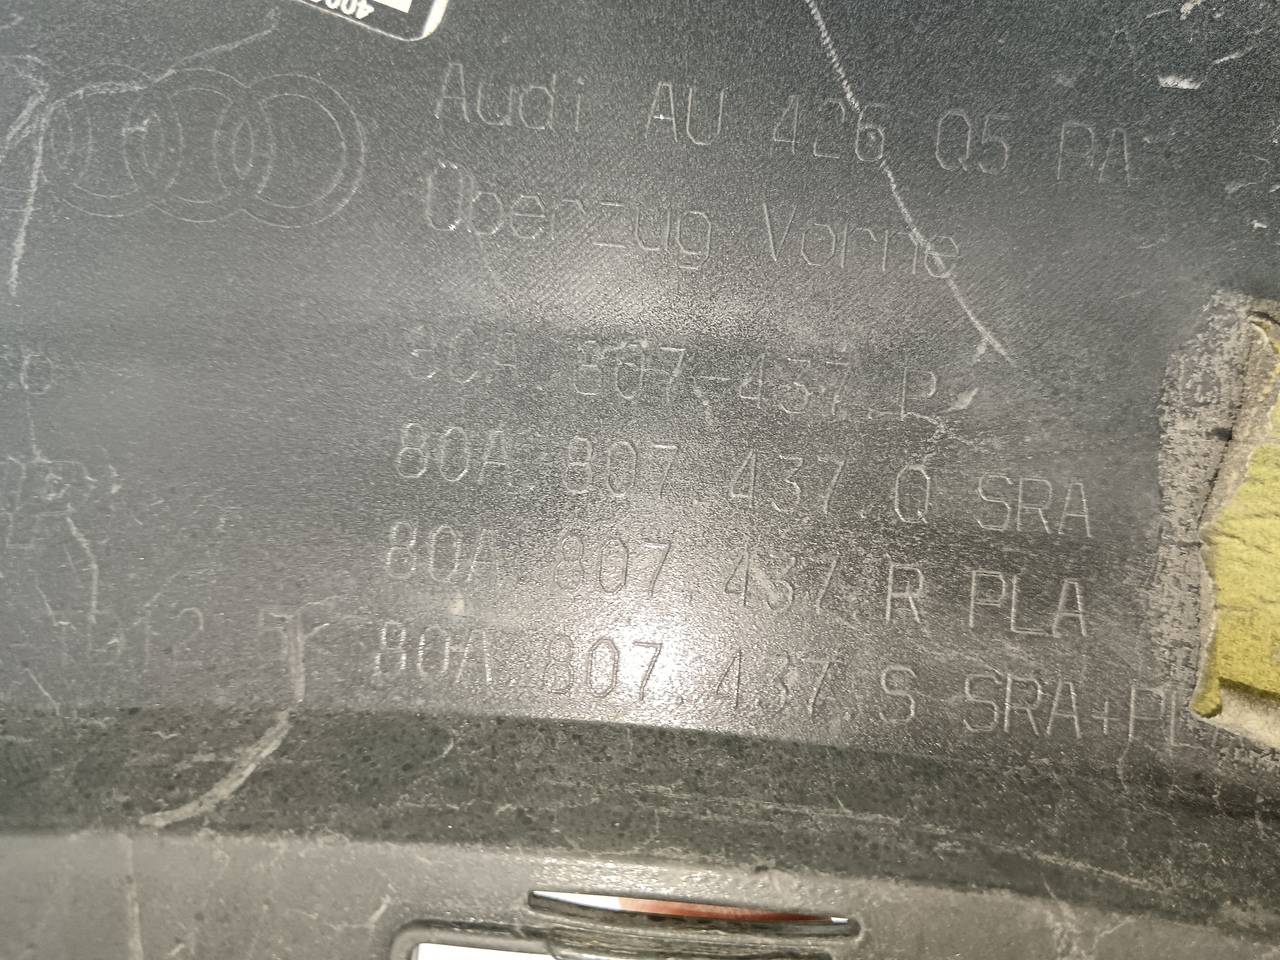 Audi AU 426 Q5 PA
Überzug Vorne
80A.807.437.P
80A.807.437.Q SRA
80A.807.437.R PLA
80A.807.437.S SRA+PL